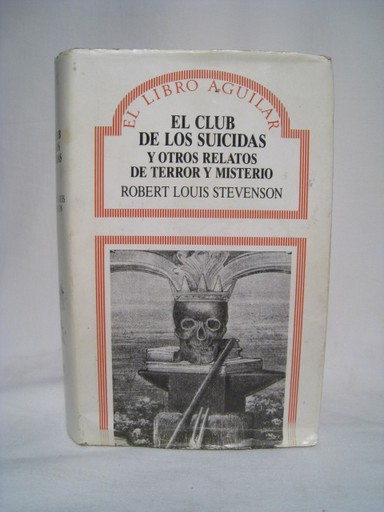 EL LIBRO AGUILAR
EL CLUB
DE LOS SUICIDAS
Y OTROS RELATOS
DE TERROR Y MISTERIO
ROBERT LOUIS STEVENSON